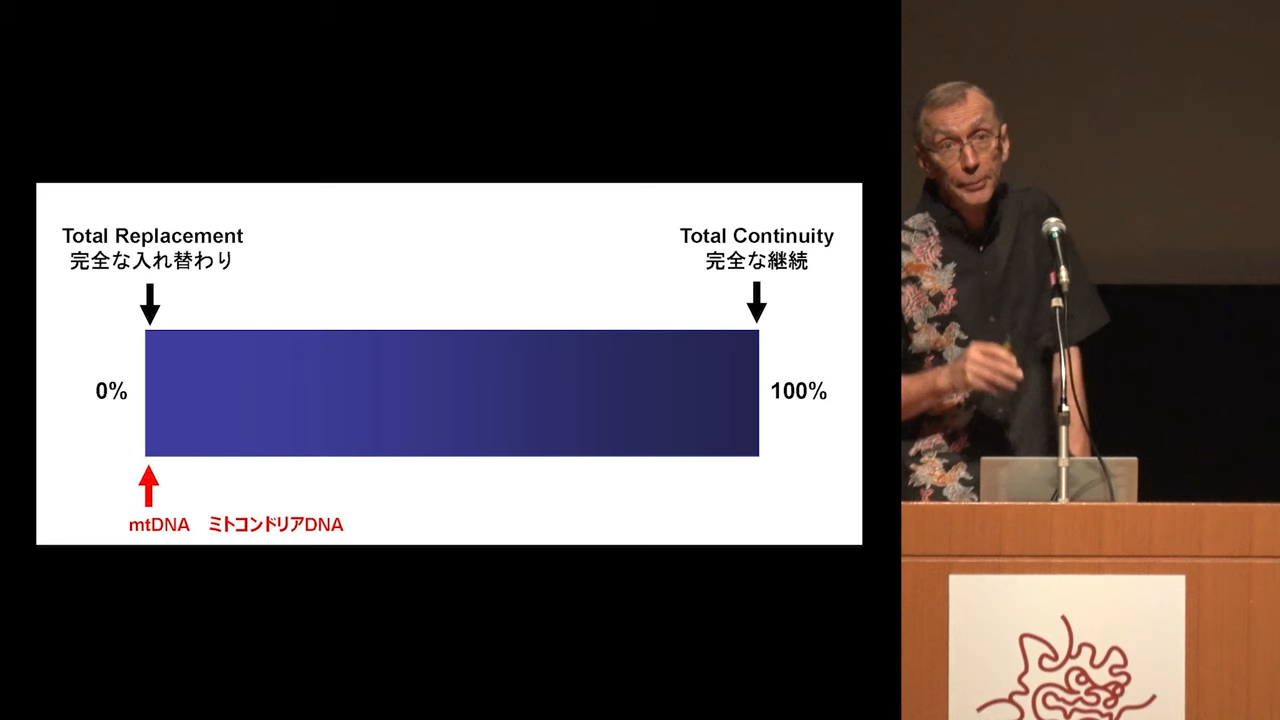 Total Replacement
完全な入れ替わり
Total Continuity
完全な継続
0%
100%
mtDNA ミトコンドリアDNA